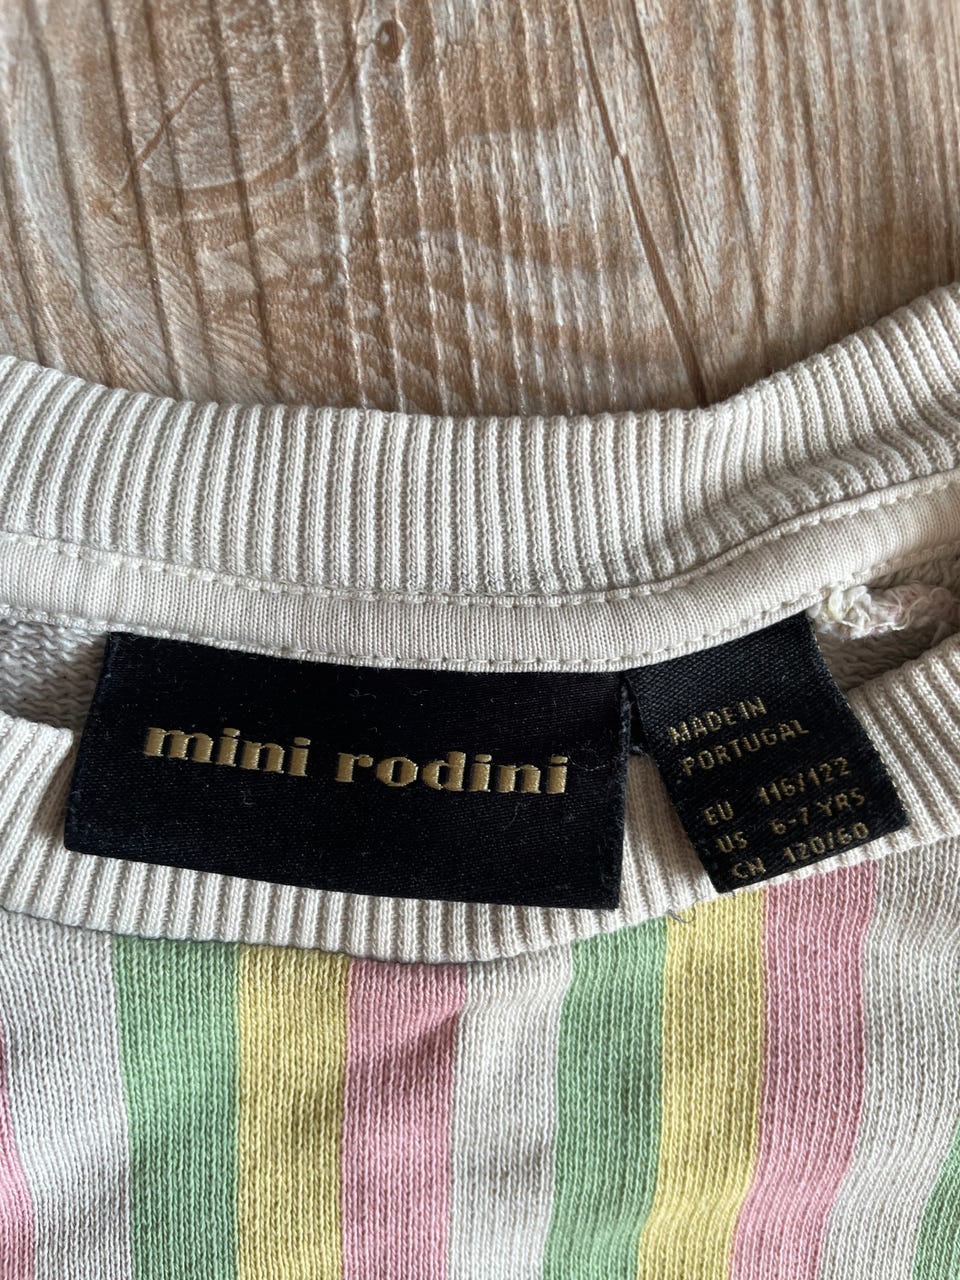 mini rodini
MADE IN
PORTUGAL
EU 116/122
US 6-7 YRS
CN 120/60